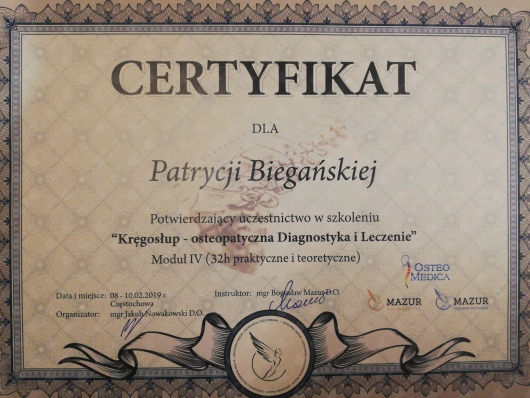 CERTYFIKAT
DLA
Patrycji Biegańskiej
Potwierdzający uczestnictwo w szkoleniu
“Kręgosłup - osteopatyczna Diagnostyka i Leczenie”
Moduł IV (32h praktyczne i teoretyczne)
OSTEO
MEDICA
Data i miejsce: 08 - 10.02.2019 r.
Częstochowa
Instruktor: mgr Bogusław Mazur D.O.
MAZUR
MAZUR
Organizator: mgr Jakub Nowakowski D.O.